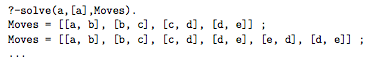 ?-solve(a,[a],Moves).
Moves = [[a, b], [b, c], [c, d], [d, e]] ;
Moves = [[a, b], [b, c], [c, d], [d, e], [e, d], [d, e]] ;
...